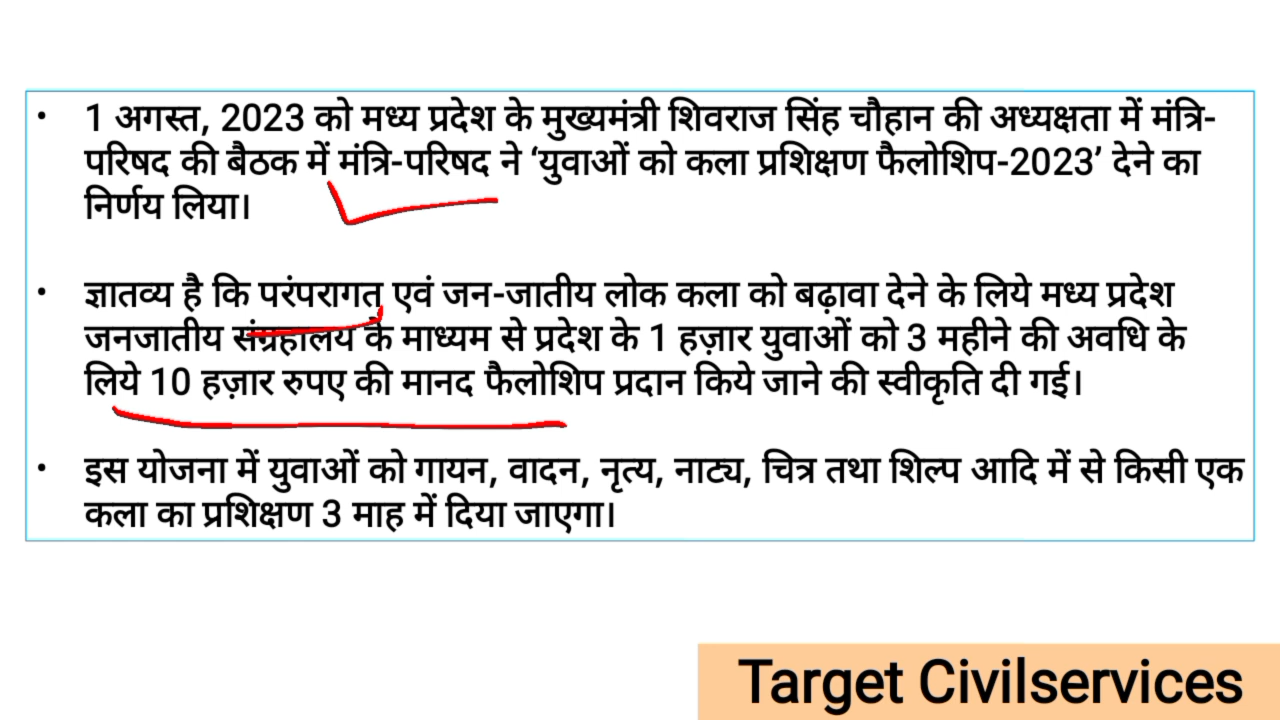 • 1 अगस्त, 2023 को मध्य प्रदेश के मुख्यमंत्री शिवराज सिंह चौहान की अध्यक्षता में मंत्रि-
परिषद की बैठक में मंत्रि-परिषद ने ‘युवाओं को कला प्रशिक्षण फैलोशिप-2023’ देने का
निर्णय लिया।
• ज्ञातव्य है कि परंपरागत एवं जन-जातीय लोक कला को बढ़ावा देने के लिये मध्य प्रदेश
जनजातीय संग्रहालय के माध्यम से प्रदेश के 1 हज़ार युवाओं को 3 महीने की अवधि के
लिये 10 हज़ार रुपए की मानद फैलोशिप प्रदान किये जाने की स्वीकृति दी गई।
• इस योजना में युवाओं को गायन, वादन, नृत्य, नाट्य, चित्र तथा शिल्प आदि में से किसी एक
कला का प्रशिक्षण 3 माह में दिया जाएगा।
Target Civilservices